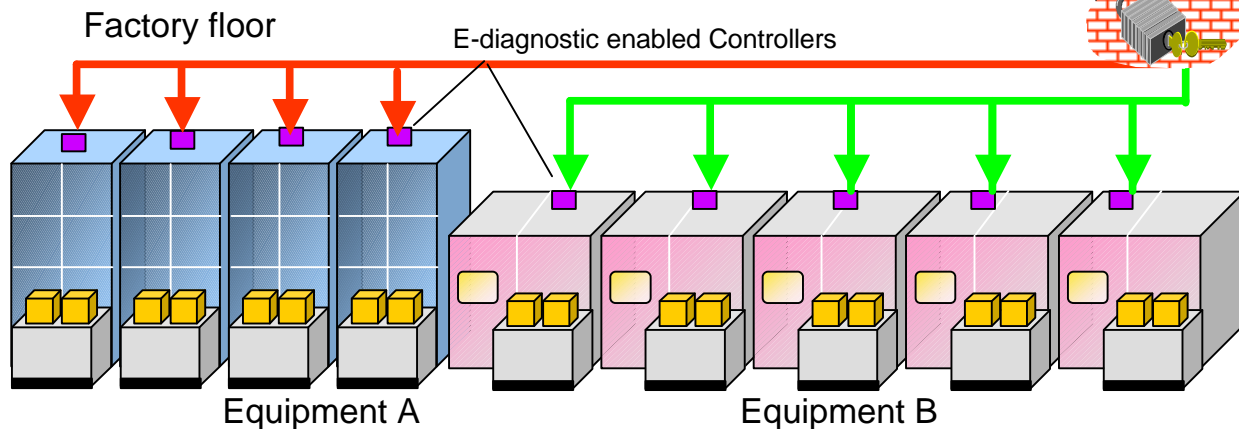 Factory floor
E-diagnostic enabled Controllers
Equipment A
Equipment B